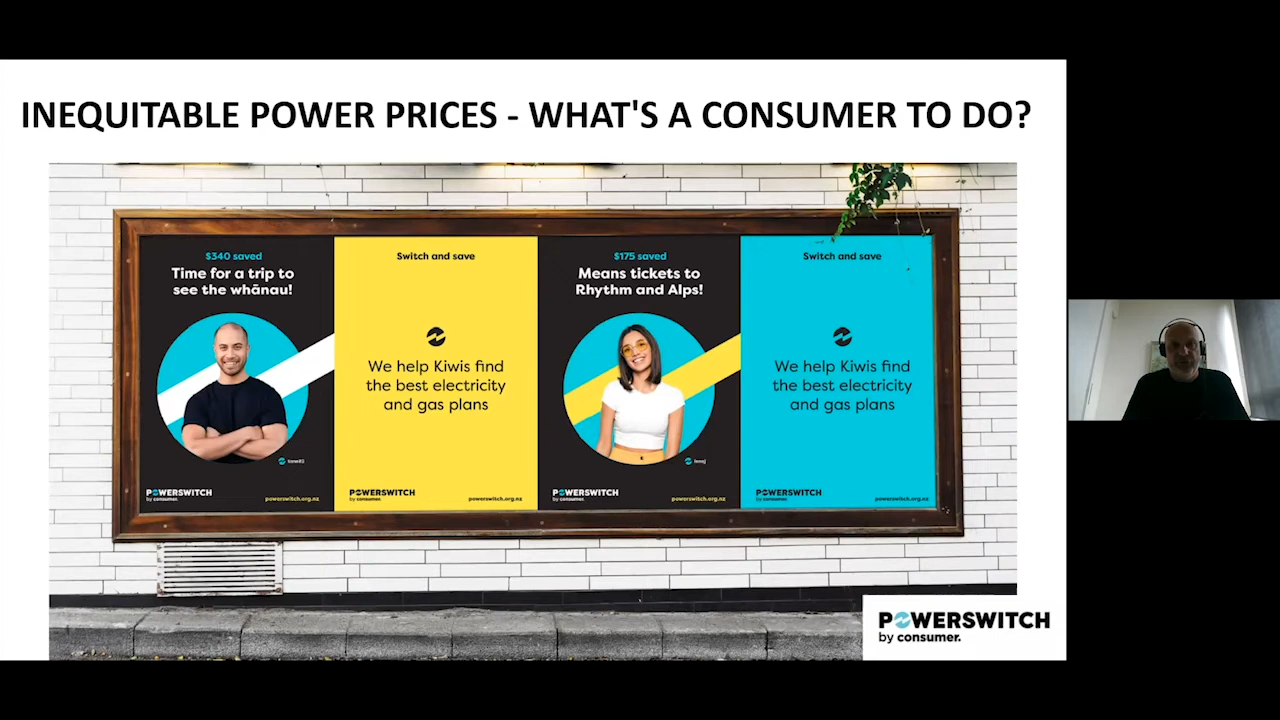 INEQUITABLE POWER PRICES - WHAT'S A CONSUMER TO DO?
$340 saved
Time for a trip to
see the whānau!
POWERSWITCH
by consumer.
powerswitch.org.nz
Switch and save
We help Kiwis find
the best electricity
and gas plans
POWERSWITCH
by consumer.
powerswitch.org.nz
$175 saved
Means tickets to
Rhythm and Alps!
POWERSWITCH
by consumer.
powerswitch.org.nz
Switch and save
We help Kiwis find
the best electricity
and gas plans
POWERSWITCH
by consumer.
powerswitch.org.nz
POWERSWITCH
by consumer.